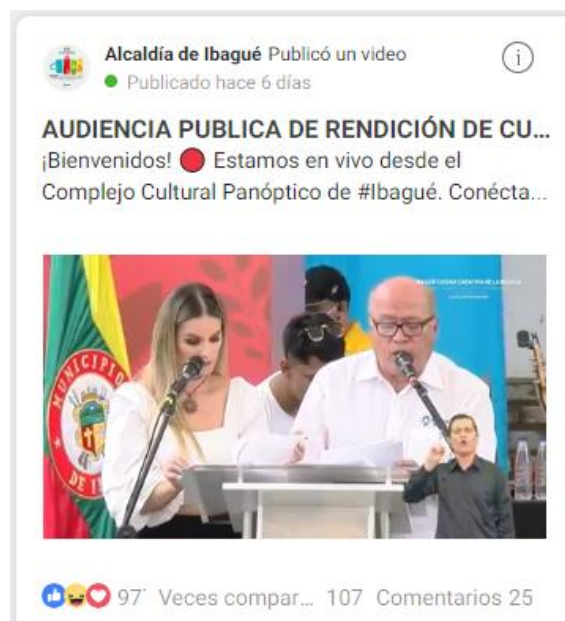 Alcaldía de Ibagué Publicó un video
Publicado hace 6 días
AUDIENCIA PUBLICA DE RENDICIÓN DE CU...
¡Bienvenidos! 🔴 Estamos en vivo desde el
Complejo Cultural Panóptico de #Ibagué. Conécta...
MUNICIPIO
DE
97 Veces compar... 107 Comentarios 25